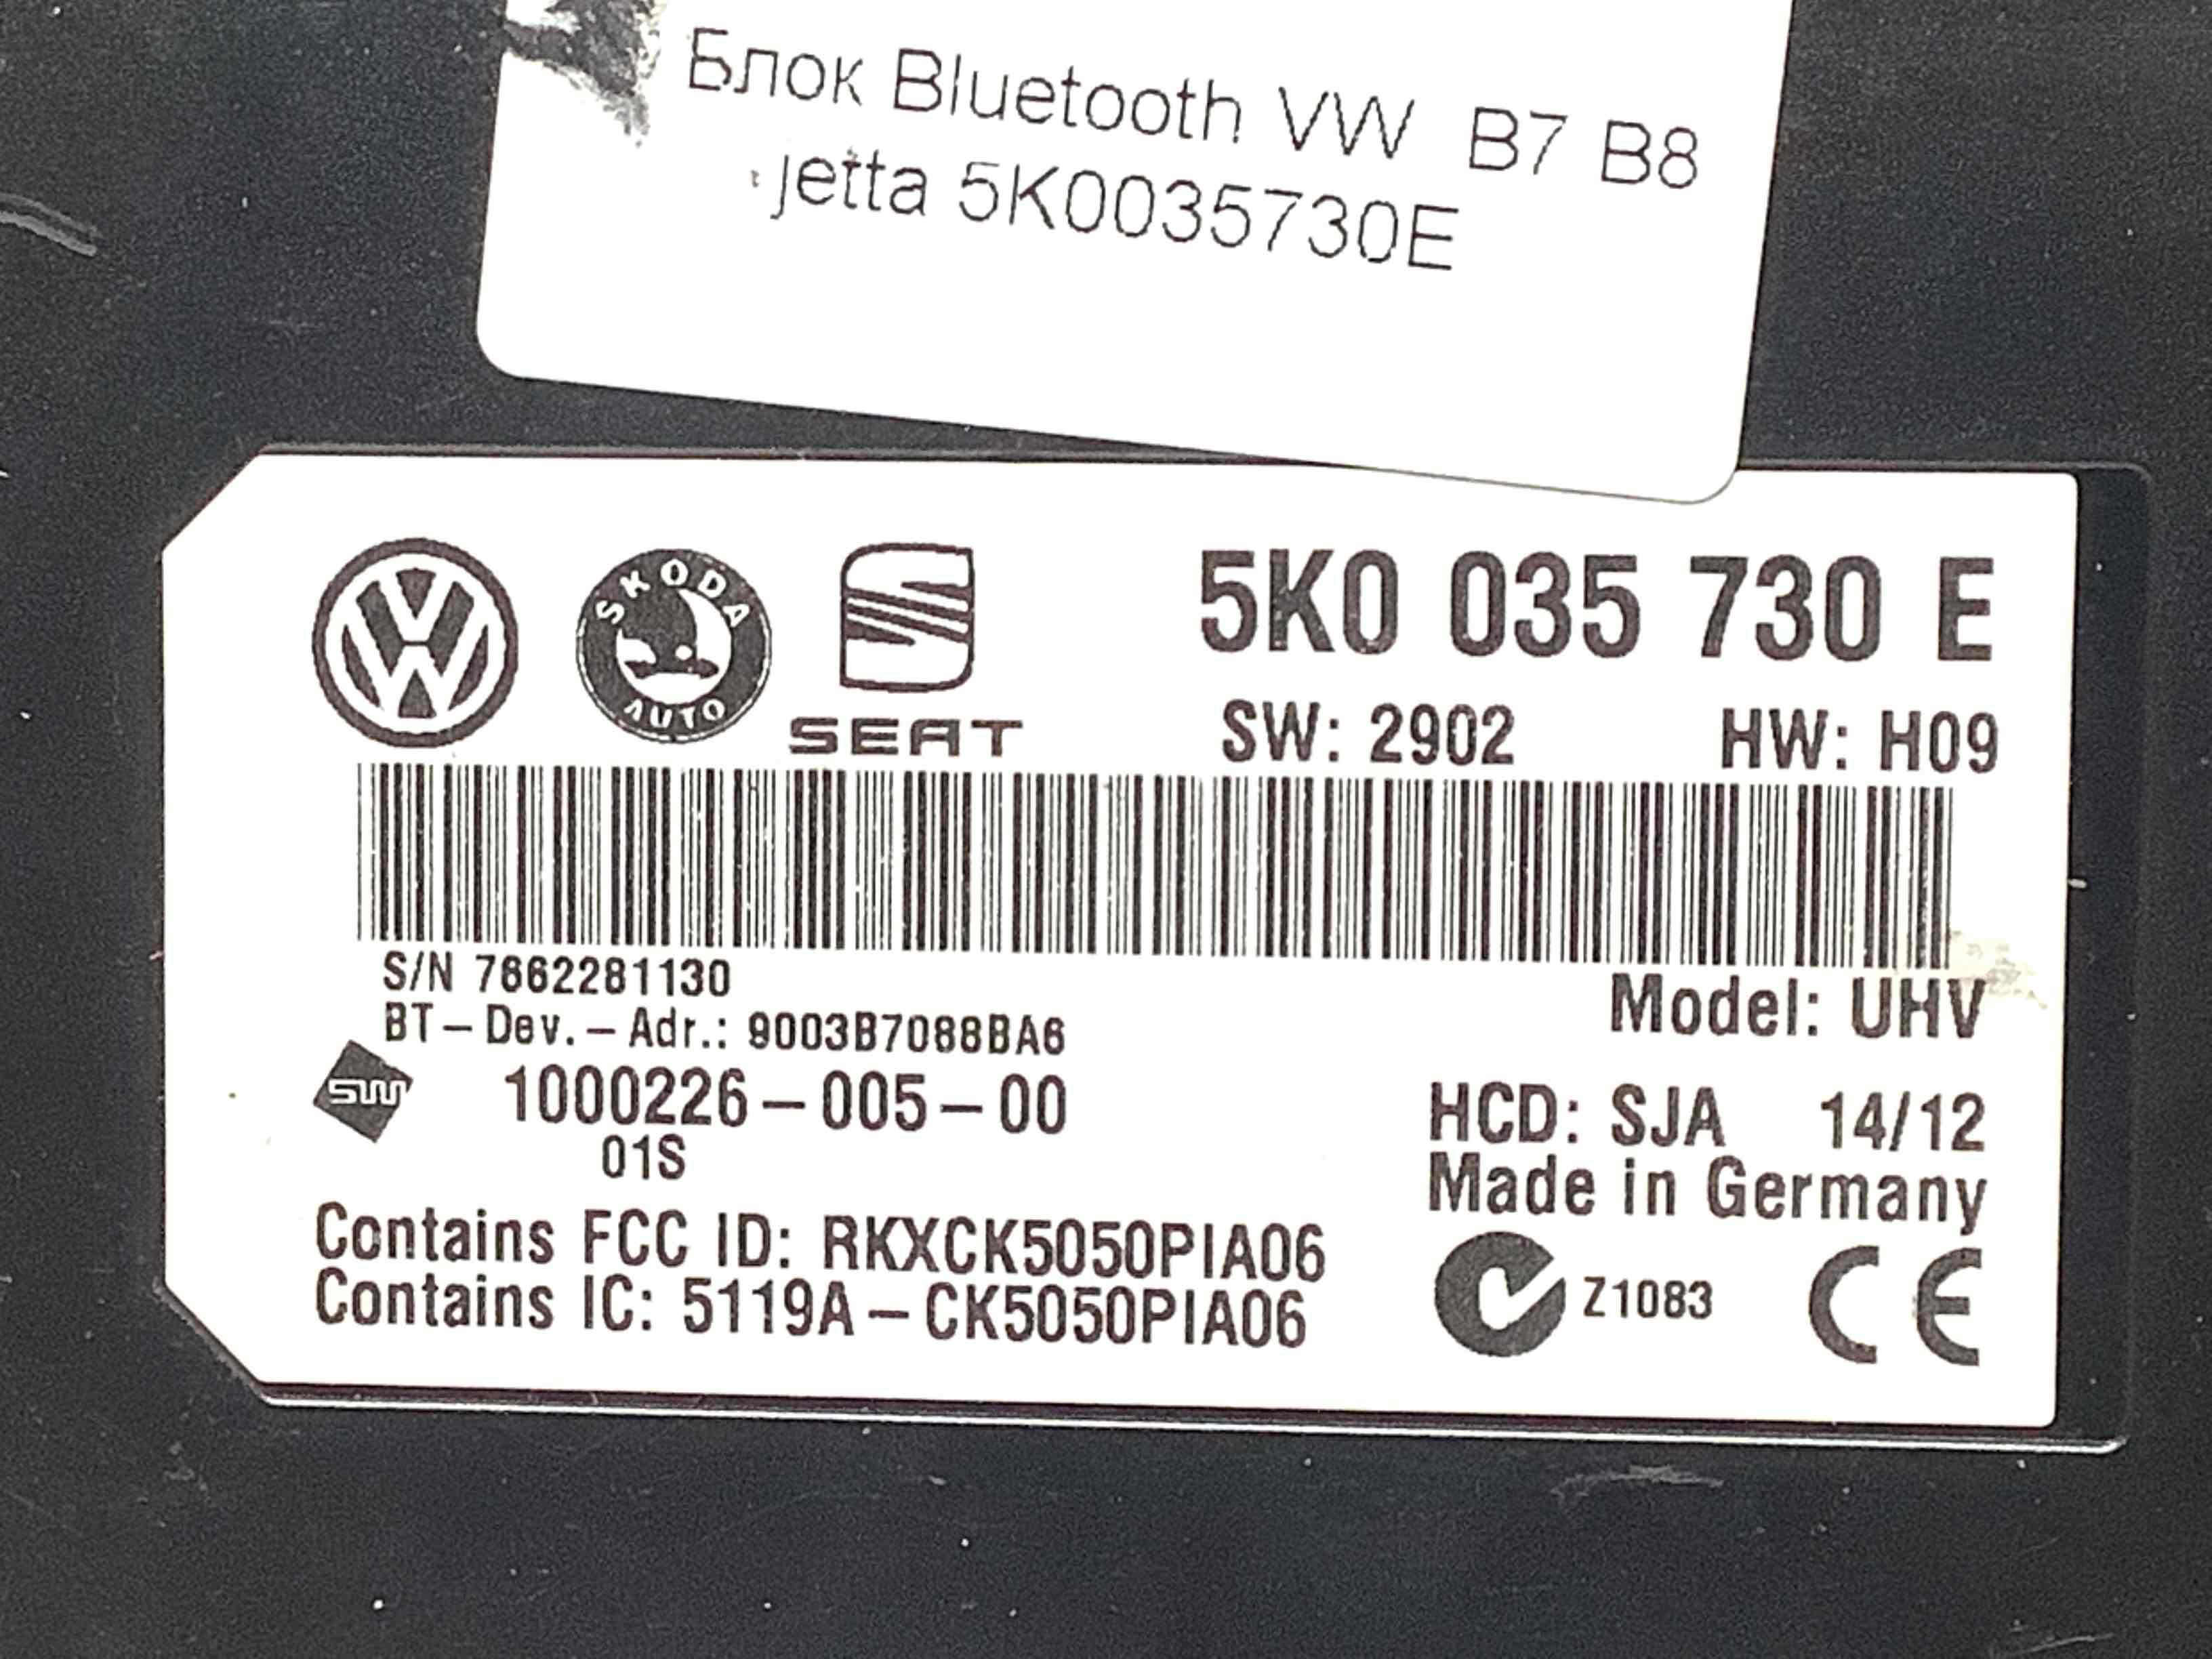 Блок Bluetooth VW B7 B8
jetta 5K0035730E
SKODA
AUTO
SEAT
5K0 035 730 E
SW: 2902 HW: H09
S/N 7662281130
BT-Dev.-Adr.: 9003B7088BA6
Model: UHV
SW 1000226-005-00
01S
HCD: SJA 14/12
Made in Germany
Contains FCC ID: RKXCK5050PIA06
Contains IC: 5119A-CK5050PIA06
Z1083 CE